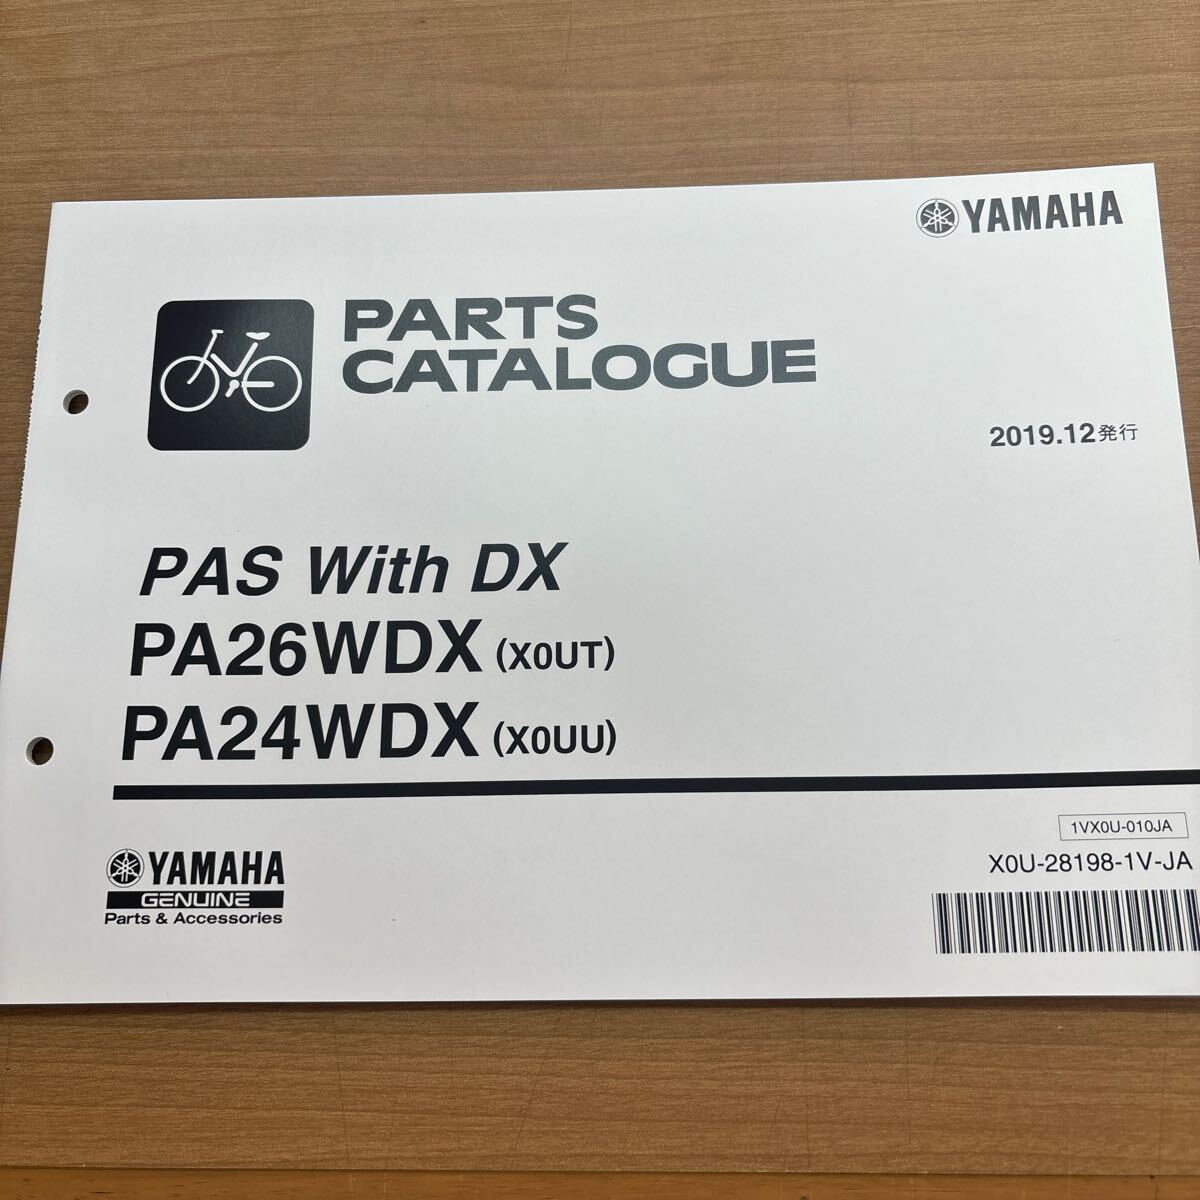 YAMAHA
PARTS
CATALOGUE
2019.12発行
PAS With DX
PA26WDX (X0UT)
PA24WDX (X0UU)
1VX0U-010JA
X0U-28198-1V-JA
YAMAHA
GENUINE
Parts & Accessories